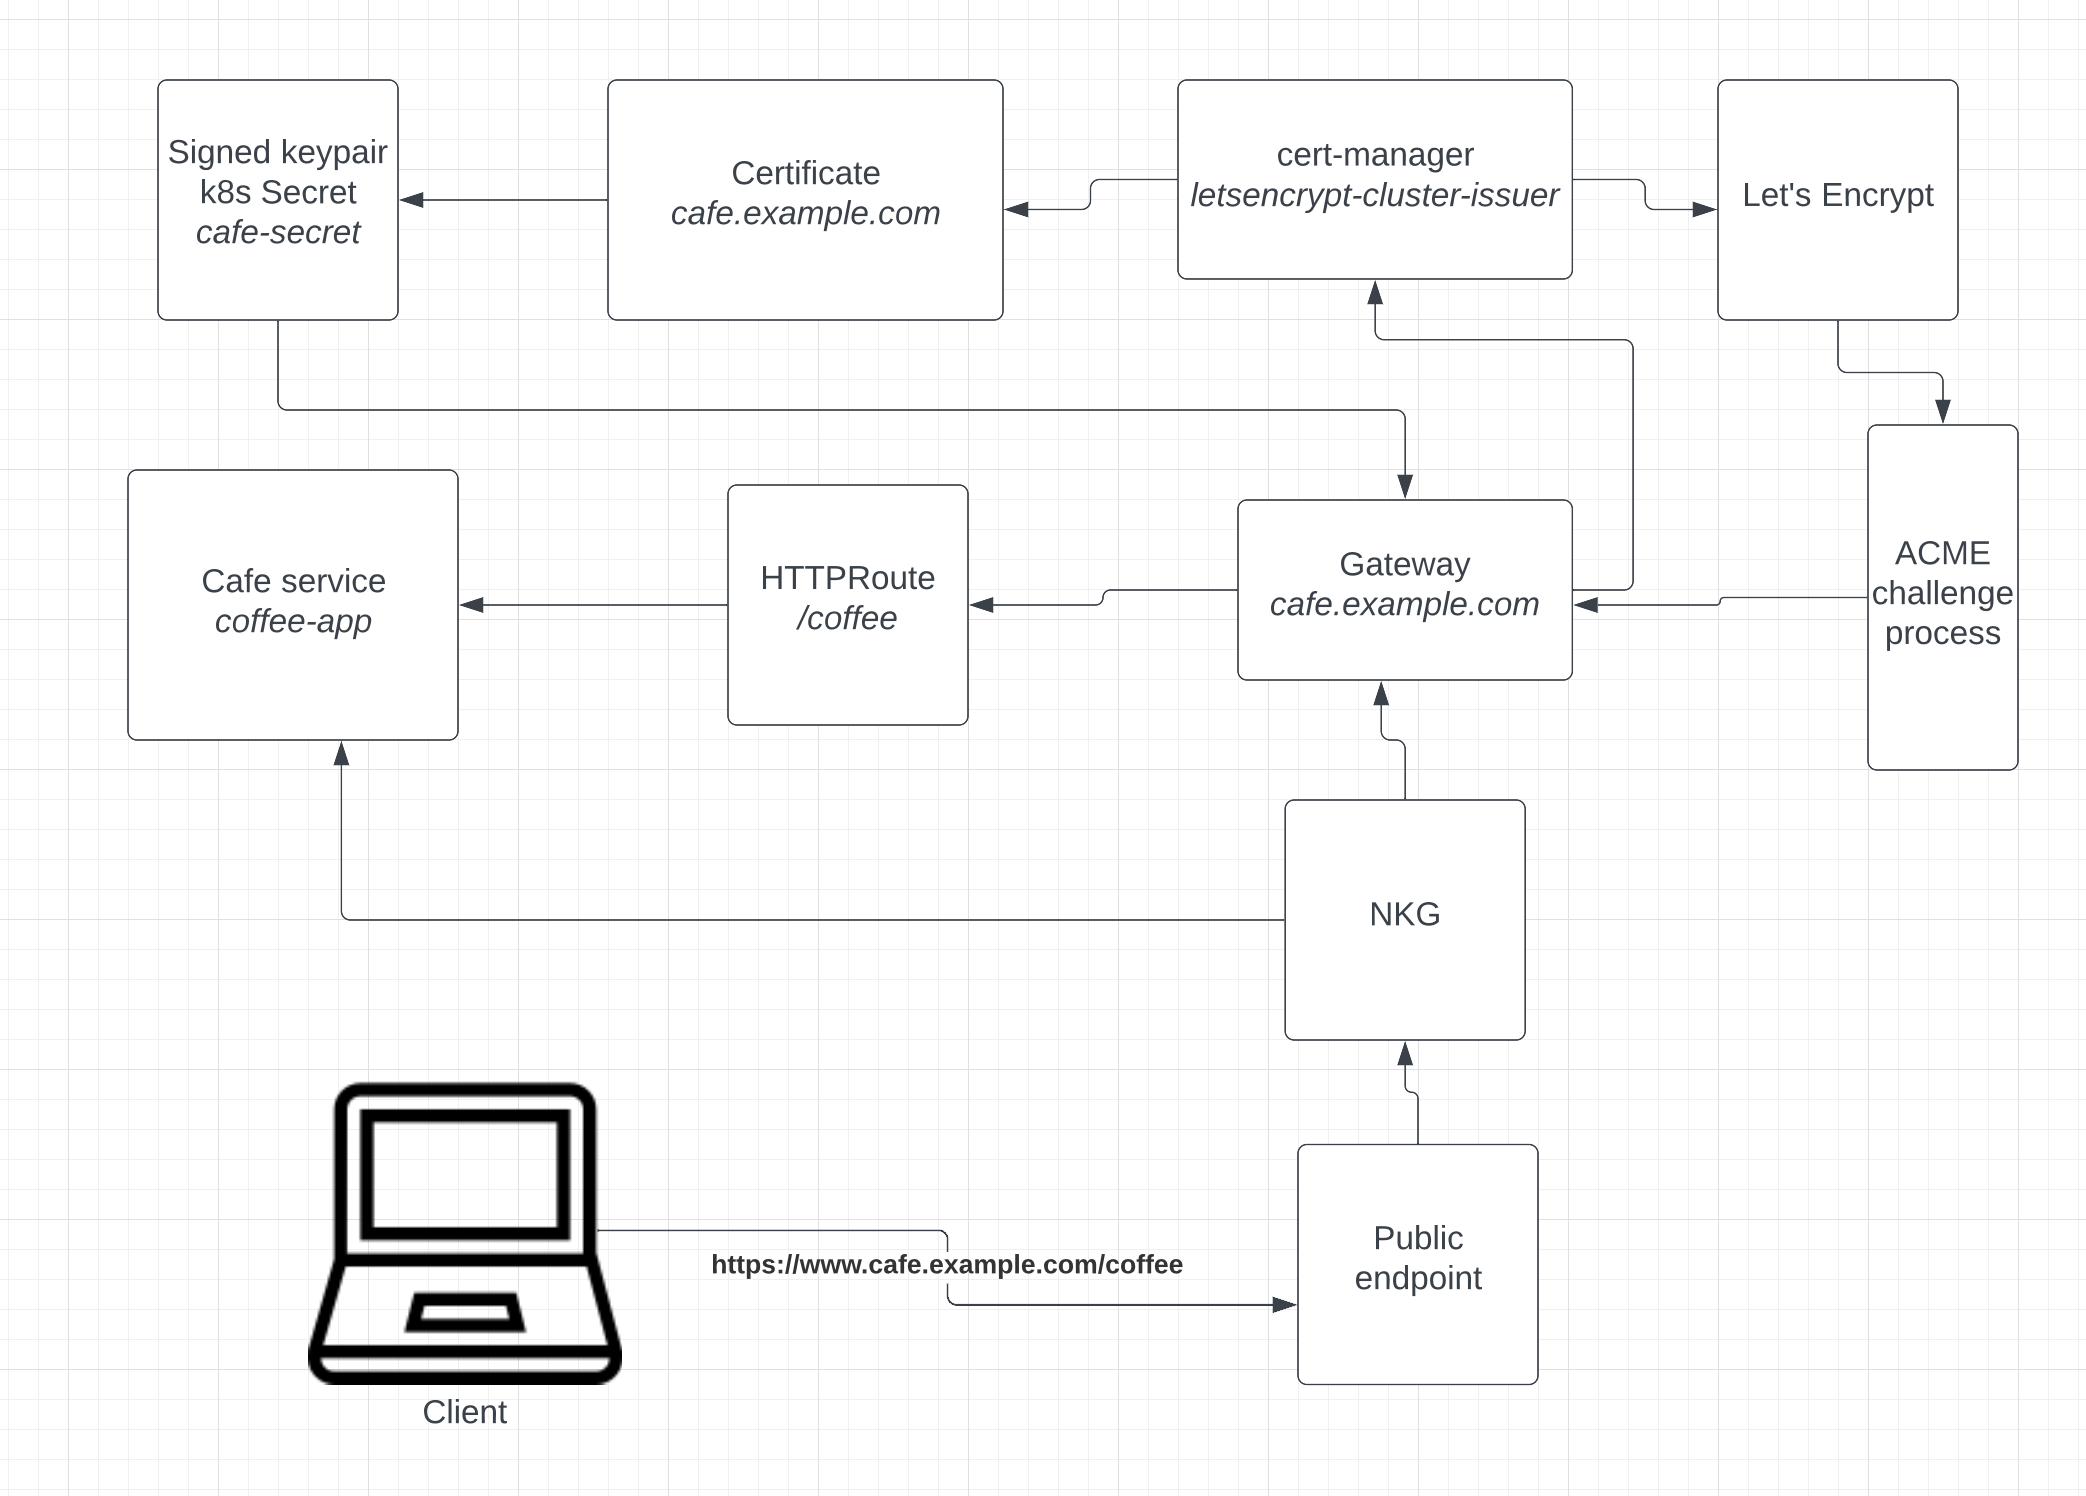 Signed keypair
k8s Secret
cafe-secret
Certificate
cafe.example.com
cert-manager
letsencrypt-cluster-issuer
Let's Encrypt
Cafe service
coffee-app
HTTPRoute
/coffee
Gateway
cafe.example.com
ACME
challenge
process
NKG
https://www.cafe.example.com/coffee
Public
endpoint
Client